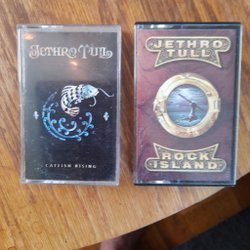 JETHRO TULL
CATFISH RISING
JETHRO
TULL
ROCK
ISLAND